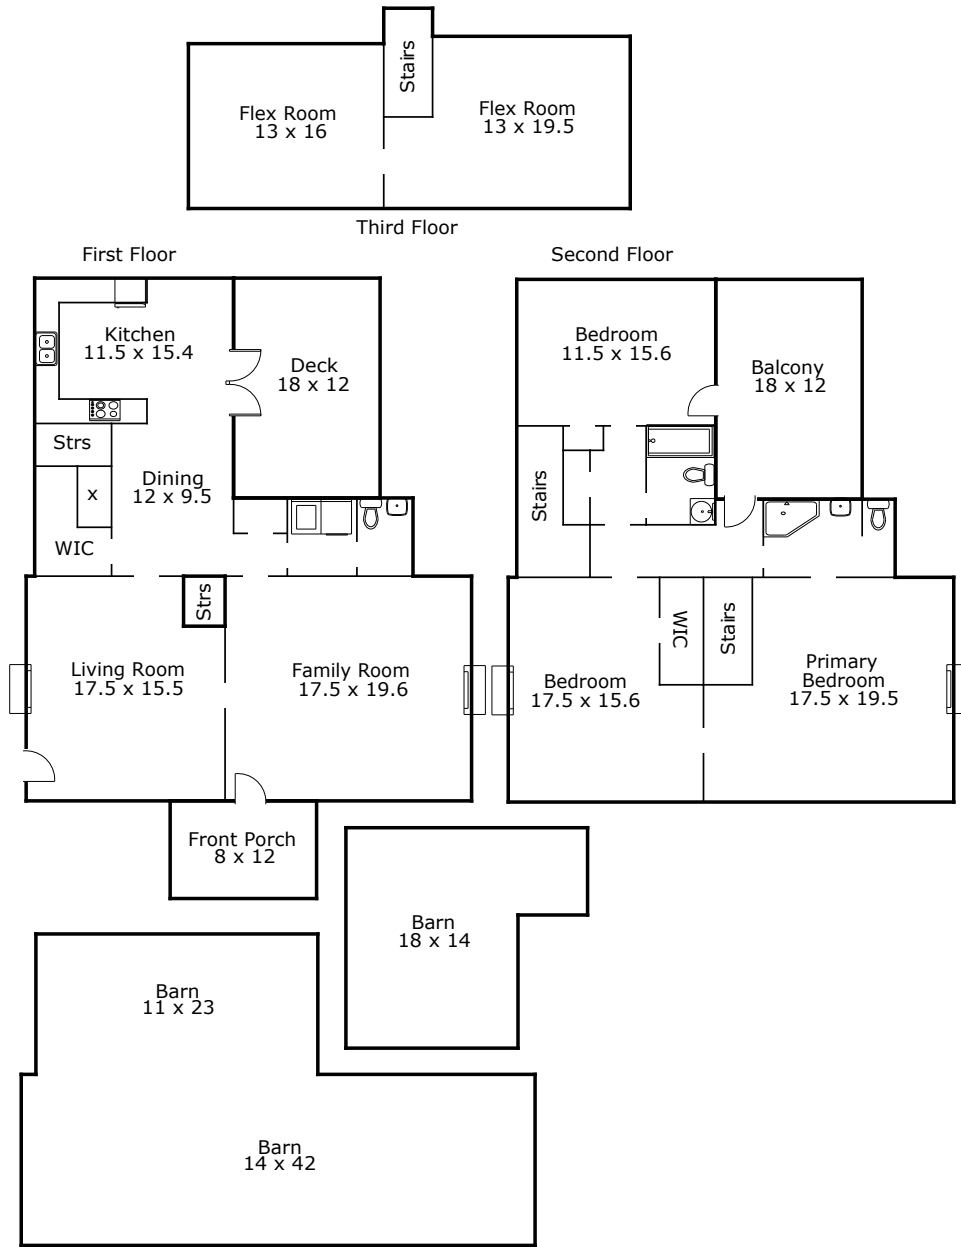 Flex Room
13 x 16
Stairs
Flex Room
13 x 19.5
Third Floor
First Floor
Kitchen
11.5 x 15.4
Deck
18 x 12
Strs
Dining
12 x 9.5
x
WIC
Strs
Living Room
17.5 x 15.5
Family Room
17.5 x 19.6
Front Porch
8 x 12
Second Floor
Bedroom
11.5 x 15.6
Balcony
18 x 12
Stairs
WIC
Stairs
Bedroom
17.5 x 15.6
Primary
Bedroom
17.5 x 19.5
Barn
18 x 14
Barn
11 x 23
Barn
14 x 42